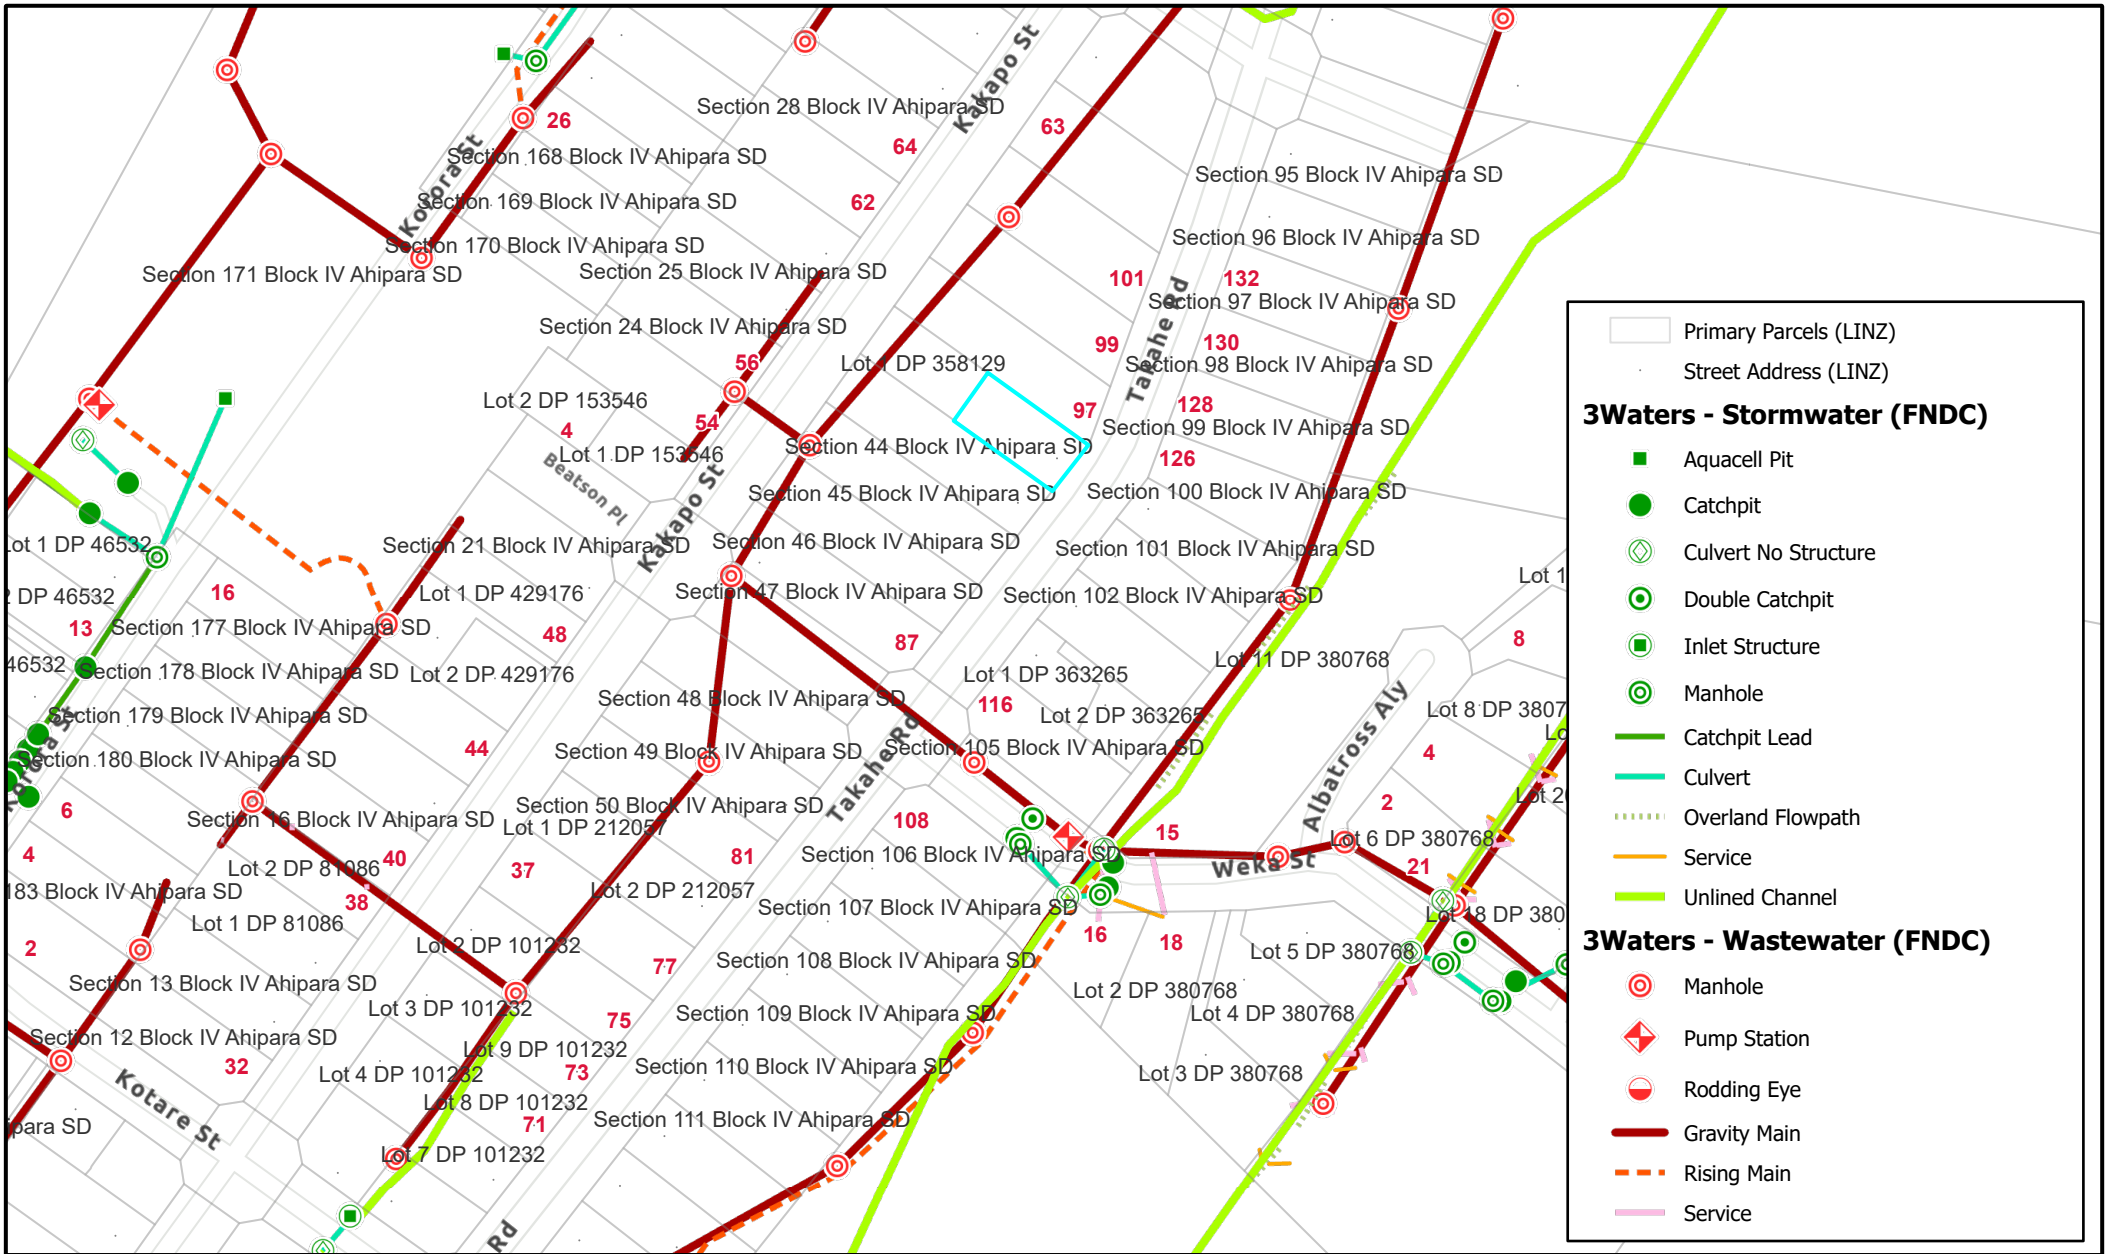 Kakapo St
Section 28 Block IV Ahipara SD
26
63
64
Kokora St
Section 168 Block IV Ahipara SD
Section 95 Block IV Ahipara SD
Section 169 Block IV Ahipara SD
62
Section 170 Block IV Ahipara SD
Section 96 Block IV Ahipara SD
Section 171 Block IV Ahipara SD
Section 25 Block IV Ahipara SD
101
132
Takahe Rd
Section 97 Block IV Ahipara SD
Section 24 Block IV Ahipara SD
99
130
56
Lot 1 DP 358129
Section 98 Block IV Ahipara SD
Lot 2 DP 153546
97
128
4
54
Section 99 Block IV Ahipara SD
Section 44 Block IV Ahipara SD
Lot 1 DP 153546
126
Beatson Pl
Kakapo St
Section 45 Block IV Ahipara SD
Section 100 Block IV Ahipara SD
Lot 1 DP 46532
Section 21 Block IV Ahipara SD
Section 46 Block IV Ahipara SD
Section 101 Block IV Ahipara SD
Lot 1
2 DP 46532
16
Lot 1 DP 429176
Section 47 Block IV Ahipara SD
Section 102 Block IV Ahipara SD
13
Section 177 Block IV Ahipara SD
48
87
8
46532
Section 178 Block IV Ahipara SD
Lot 2 DP 429176
Lot 1 DP 363265
Lot 11 DP 380768
Section 48 Block IV Ahipara SD
116
Kokora St
Section 179 Block IV Ahipara SD
Lot 2 DP 363265
Lot 8 DP 3807
44
Section 49 Block IV Ahipara SD
Takahe Rd
Section 105 Block IV Ahipara SD
Albatross Aly
4
Section 180 Block IV Ahipara SD
6
Section 50 Block IV Ahipara SD
2
Section 16 Block IV Ahipara SD
Lot 1 DP 212057
108
15
Lot 6 DP 380768
4
40
81
Section 106 Block IV Ahipara SD
Weka St
21
Lot 2 DP 81086
37
183 Block IV Ahipara SD
38
Lot 2 DP 212057
Section 107 Block IV Ahipara SD
Lot 18 DP 380
Lot 1 DP 81086
16
18
2
Lot 2 DP 101232
77
Section 108 Block IV Ahipara SD
Lot 5 DP 380768
Section 13 Block IV Ahipara SD
Lot 2 DP 380768
Lot 3 DP 101232
75
Section 109 Block IV Ahipara SD
Lot 4 DP 380768
Section 12 Block IV Ahipara SD
Lot 9 DP 101232
32
Lot 4 DP 101232
73
Section 110 Block IV Ahipara SD
Lot 3 DP 380768
Kotare St
Lot 8 DP 101232
71
Section 111 Block IV Ahipara SD
ipara SD
Lot 7 DP 101232
Rd
Primary Parcels (LINZ)
Street Address (LINZ)
3Waters - Stormwater (FNDC)
Aquacell Pit
Catchpit
Culvert No Structure
Double Catchpit
Inlet Structure
Manhole
Catchpit Lead
Culvert
Overland Flowpath
Service
Unlined Channel
3Waters - Wastewater (FNDC)
Manhole
Pump Station
Rodding Eye
Gravity Main
Rising Main
Service